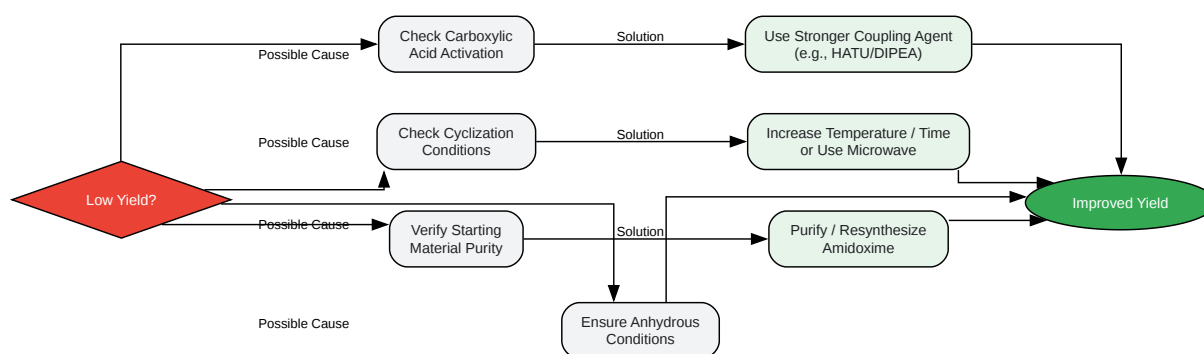 Check Carboxylic
Acid Activation
Possible Cause
Solution
Use Stronger Coupling Agent
(e.g., HATU/DIPEA)
Possible Cause
Check Cyclization
Conditions
Solution
Increase Temperature / Time
or Use Microwave
Low Yield?
Improved Yield
Possible Cause
Verify Starting
Material Purity
Solution
Purify / Resynthesize
Amidoxime
Possible Cause
Ensure Anhydrous
Conditions